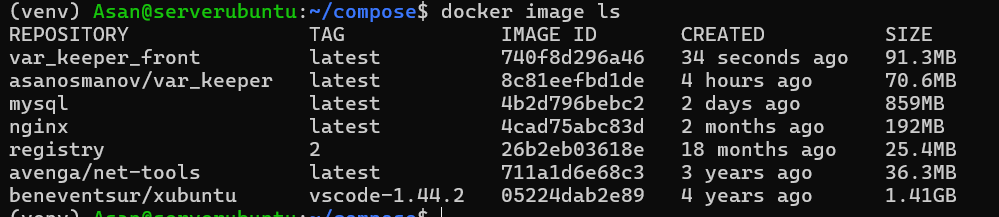 (venv) Asan@serverubuntu:~/compose$ docker image ls
REPOSITORY TAG IMAGE ID CREATED SIZE
var_keeper_front latest 740f8d296a46 34 seconds ago 91.3MB
asanosmanov/var_keeper latest 8c81eefbd1de 4 hours ago 70.6MB
mysql latest 4b2d796bebc2 2 days ago 859MB
nginx latest 4cad75abc83d 2 months ago 192MB
registry 2 26b2eb03618e 18 months ago 25.4MB
avenga/net-tools latest 711a1d6e68c3 3 years ago 36.3MB
beneventsur/xubuntu vscode-1.44.2 05224dab2e89 4 years ago 1.41GB
(venv) Asan@serverubuntu:~/compose$